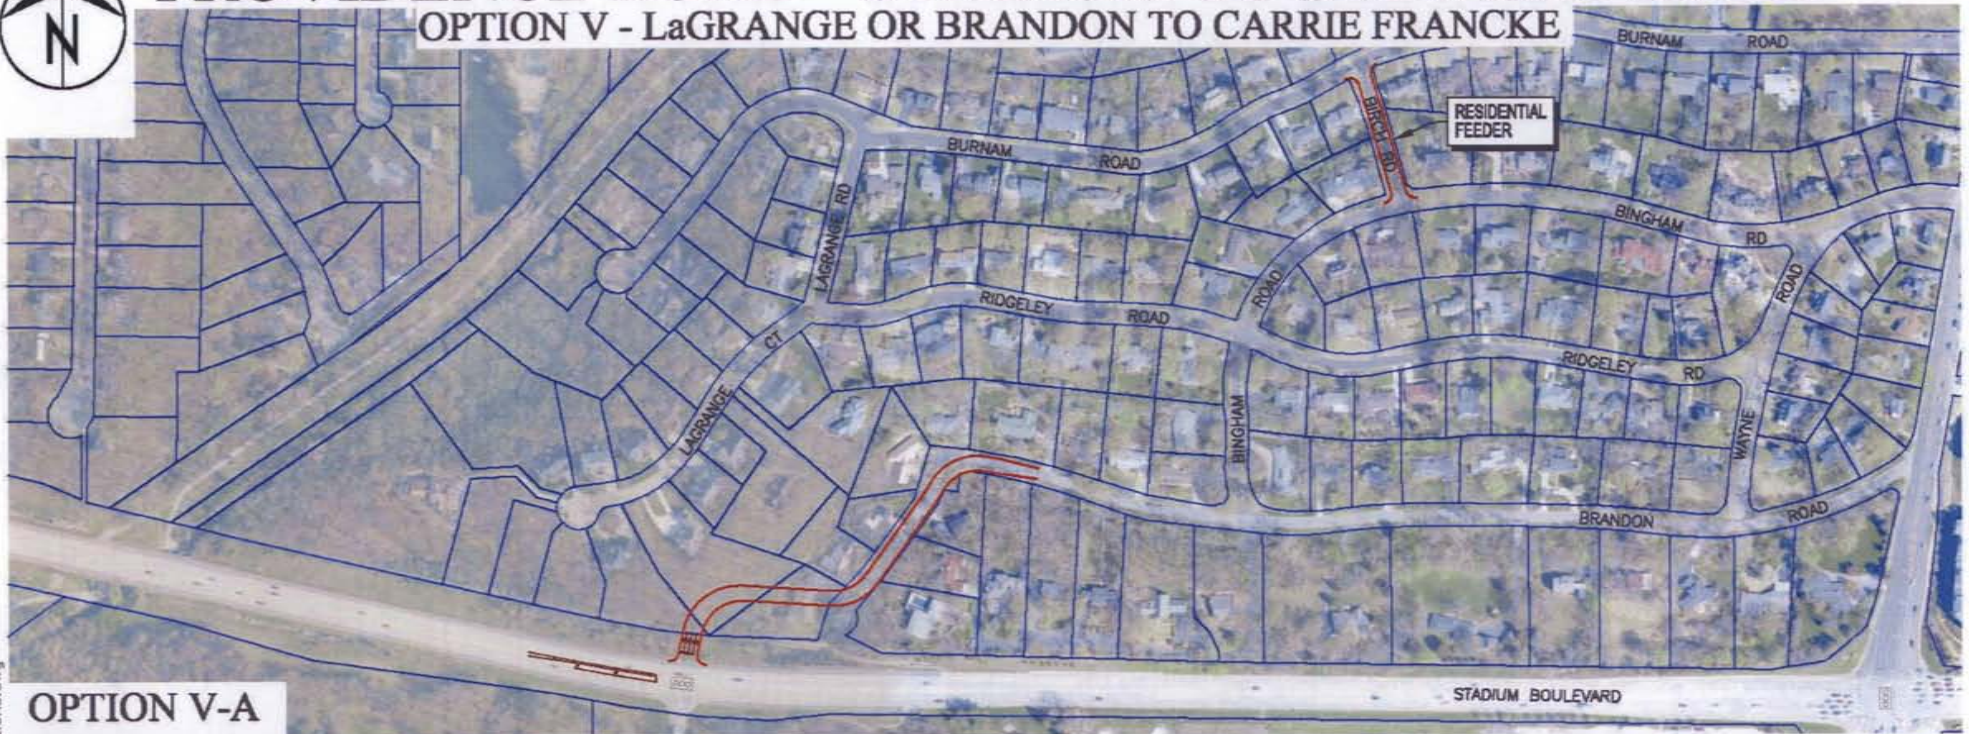 N
OPTION V - LaGRANGE OR BRANDON TO CARRIE FRANCKE
BURNAM ROAD
BIRCH RD
RESIDENTIAL
FEEDER
BURNAM ROAD
LAGRANGE RD
BINGHAM RD
ROAD
ROAD
RIDGELEY ROAD
LAGRANGE CT
RIDGELEY RD
BINGHAM
WAYNE
BRANDON ROAD
STADIUM BOULEVARD
OPTION V-A